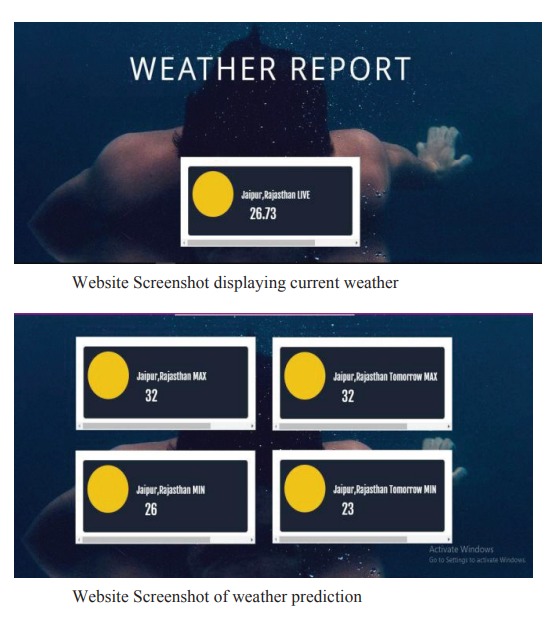 WEATHER REPORT
Jaipur,Rajasthan LIVE
26.73
Website Screenshot displaying current weather
Jaipur,Rajasthan MAX
32
Jaipur,Rajasthan Tomorrow MAX
32
Jaipur,Rajasthan MIN
26
Jaipur,Rajasthan Tomorrow MIN
23
Activate Windows
Go to Settings to activate Windows.
Website Screenshot of weather prediction